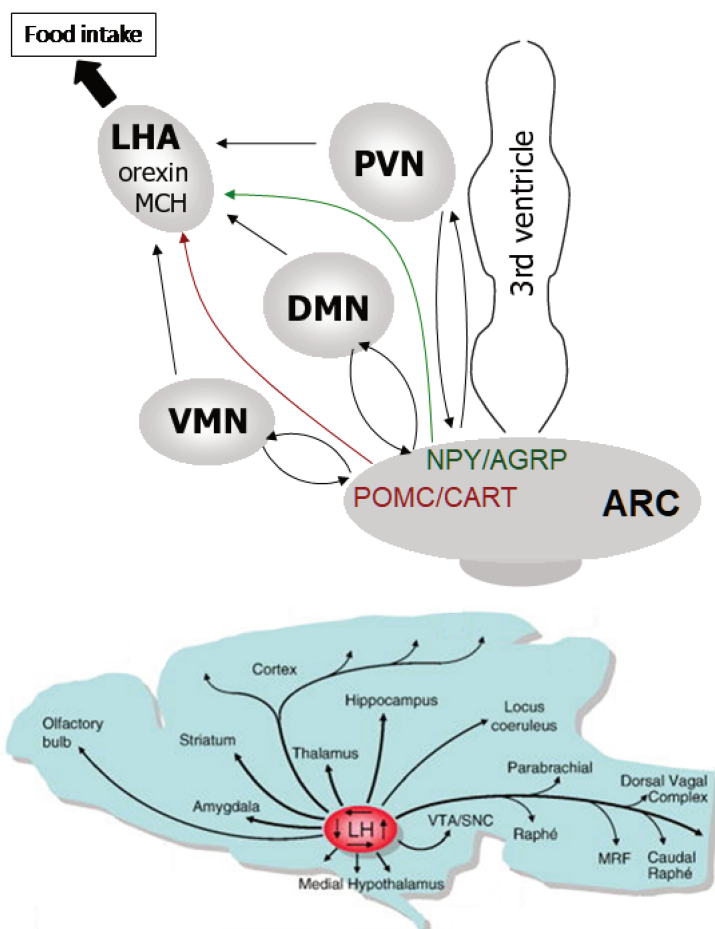 Food intake
LHA
orexin
MCH
PVN
3rd ventricle
DMN
VMN
NPY/AGRP
POMC/CART
ARC
Cortex
Hippocampus
Locus
coeruleus
Olfactory
bulb
Striatum
Thalamus
Parabrachial
Dorsal Vagal
Complex
Amygdala
LH
VTA/SNC
Raphé
MRF
Caudal
Raphé
Medial Hypothalamus